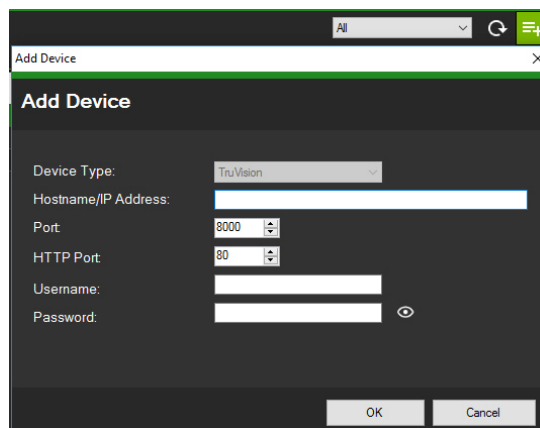 All
Add Device
Add Device
Device Type: TruVision
Hostname/IP Address:
Port: 8000
HTTP Port: 80
Username:
Password:
OK Cancel